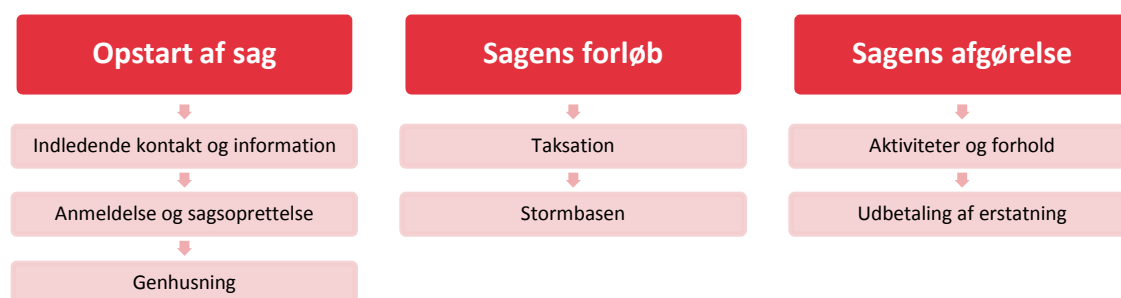 Opstart af sag
Indledende kontakt og information
Anmeldelse og sagsoprettelse
Genhusning
Sagens forløb
Taksation
Stormbasen
Sagens afgørelse
Aktiviteter og forhold
Udbetaling af erstatning